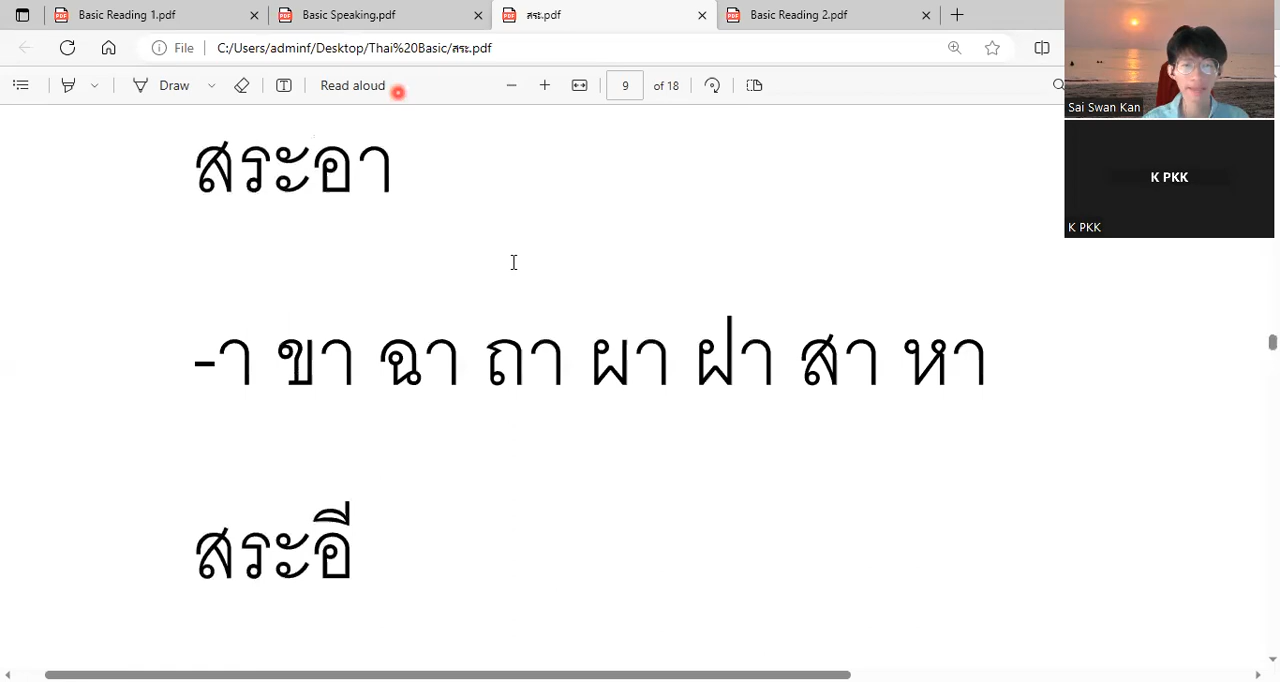 Basic Reading 1.pdf
Basic Speaking.pdf
สระ.pdf
Basic Reading 2.pdf
File C:/Users/adminf/Desktop/Thai%20Basic/สระ.pdf
Draw
Read aloud
9 of 18
Sai Swan Kan
K PKK
K PKK
สระอา
-า ขา ฉา ถา ผา ฝา สา หา
สระอี